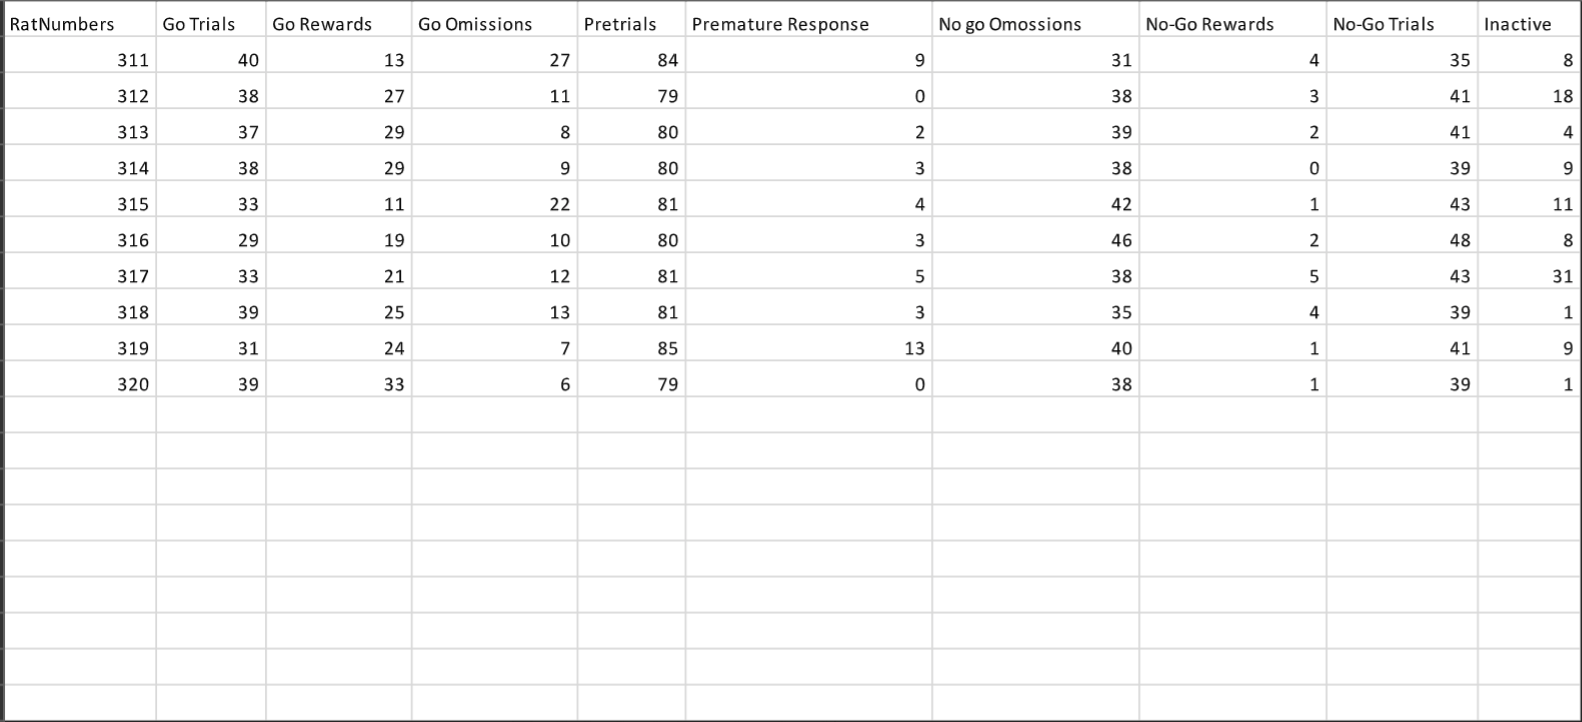 RatNumbers Go Trials Go Rewards Go Omissions Pretrials Premature Response No go Omossions No-Go Rewards No-Go Trials Inactive
311 40 13 27 84 9 31 4 35 8
312 38 27 11 79 0 38 3 41 18
313 37 29 8 80 2 39 2 41 4
314 38 29 9 80 3 38 0 39 9
315 33 11 22 81 4 42 1 43 11
316 29 19 10 80 3 46 2 48 8
317 33 21 12 81 5 38 5 43 31
318 39 25 13 81 3 35 4 39 1
319 31 24 7 85 13 40 1 41 9
320 39 33 6 79 0 38 1 39 1